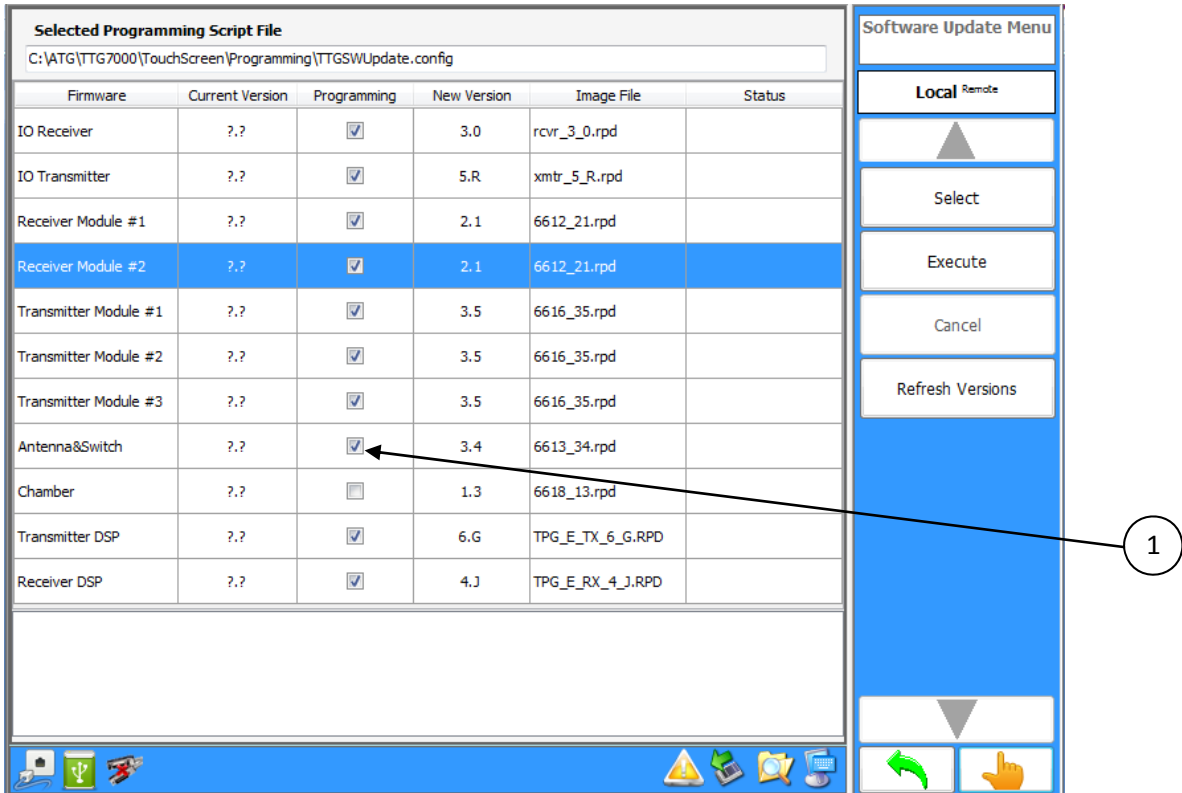 Selected Programming Script File
C:\ATG\TTG7000\TouchScreen\Programming\TTGSWUpdate.config
Firmware Current Version Programming New Version Image File Status
IO Receiver ?.? 3.0 rcvr_3_0.rpd
IO Transmitter ?.? 5.R xmtr_5_R.rpd
Receiver Module #1 ?.? 2.1 6612_21.rpd
Receiver Module #2 ?.? 2.1 6612_21.rpd
Transmitter Module #1 ?.? 3.5 6616_35.rpd
Transmitter Module #2 ?.? 3.5 6616_35.rpd
Transmitter Module #3 ?.? 3.5 6616_35.rpd
Antenna&Switch ?.? 3.4 6613_34.rpd
Chamber ?.? 1.3 6618_13.rpd
Transmitter DSP ?.? 6.G TPG_E_TX_6_G.RPD
Receiver DSP ?.? 4.J TPG_E_RX_4_J.RPD
Software Update Menu
Local Remote
Select
Execute
Cancel
Refresh Versions
1